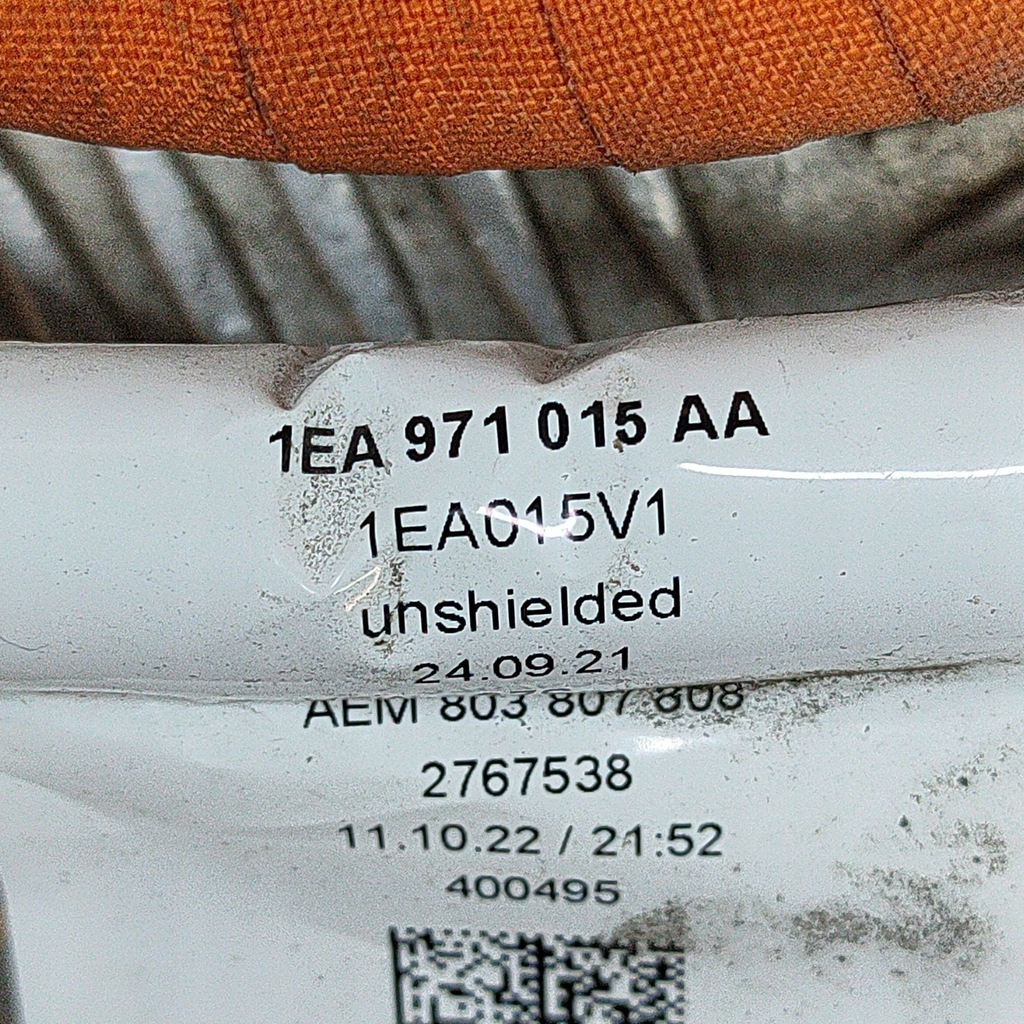 1EA 971 015 AA
1EA015V1
unshielded
24.09.21
AEM 803 807 808
2767538
11.10.22 / 21:52
400495